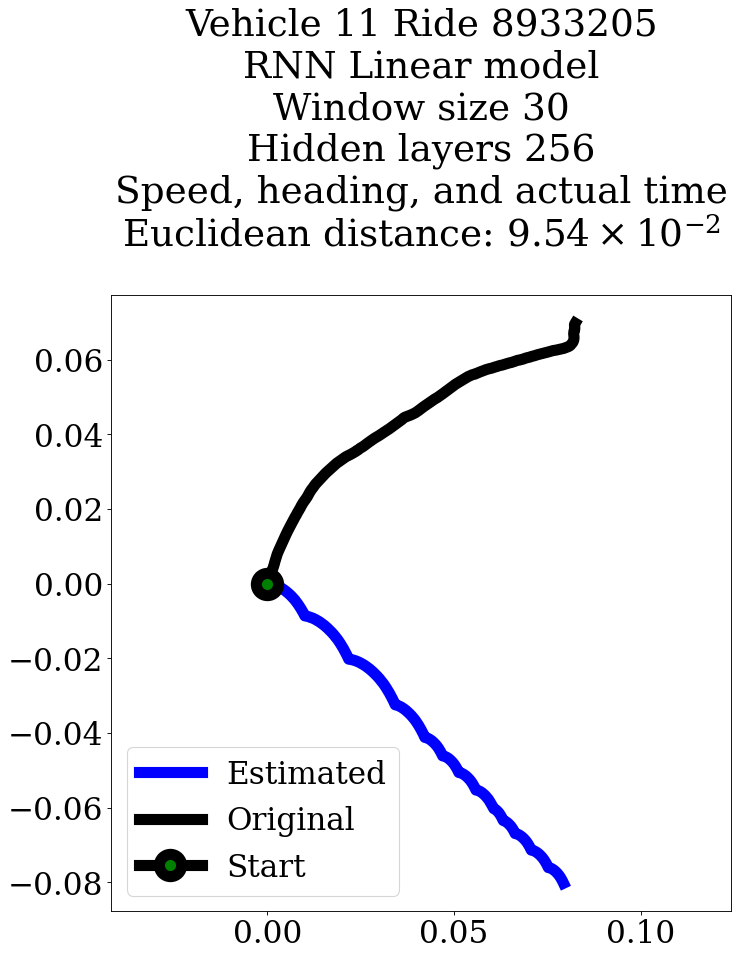 Vehicle 11 Ride 8933205
RNN Linear model
Window size 30
Hidden layers 256
Speed, heading, and actual time
Euclidean distance: 9.54 × 10⁻²
0.06
0.04
0.02
0.00
−0.02
−0.04
−0.06
−0.08
Estimated
Original
Start
0.00 0.05 0.10